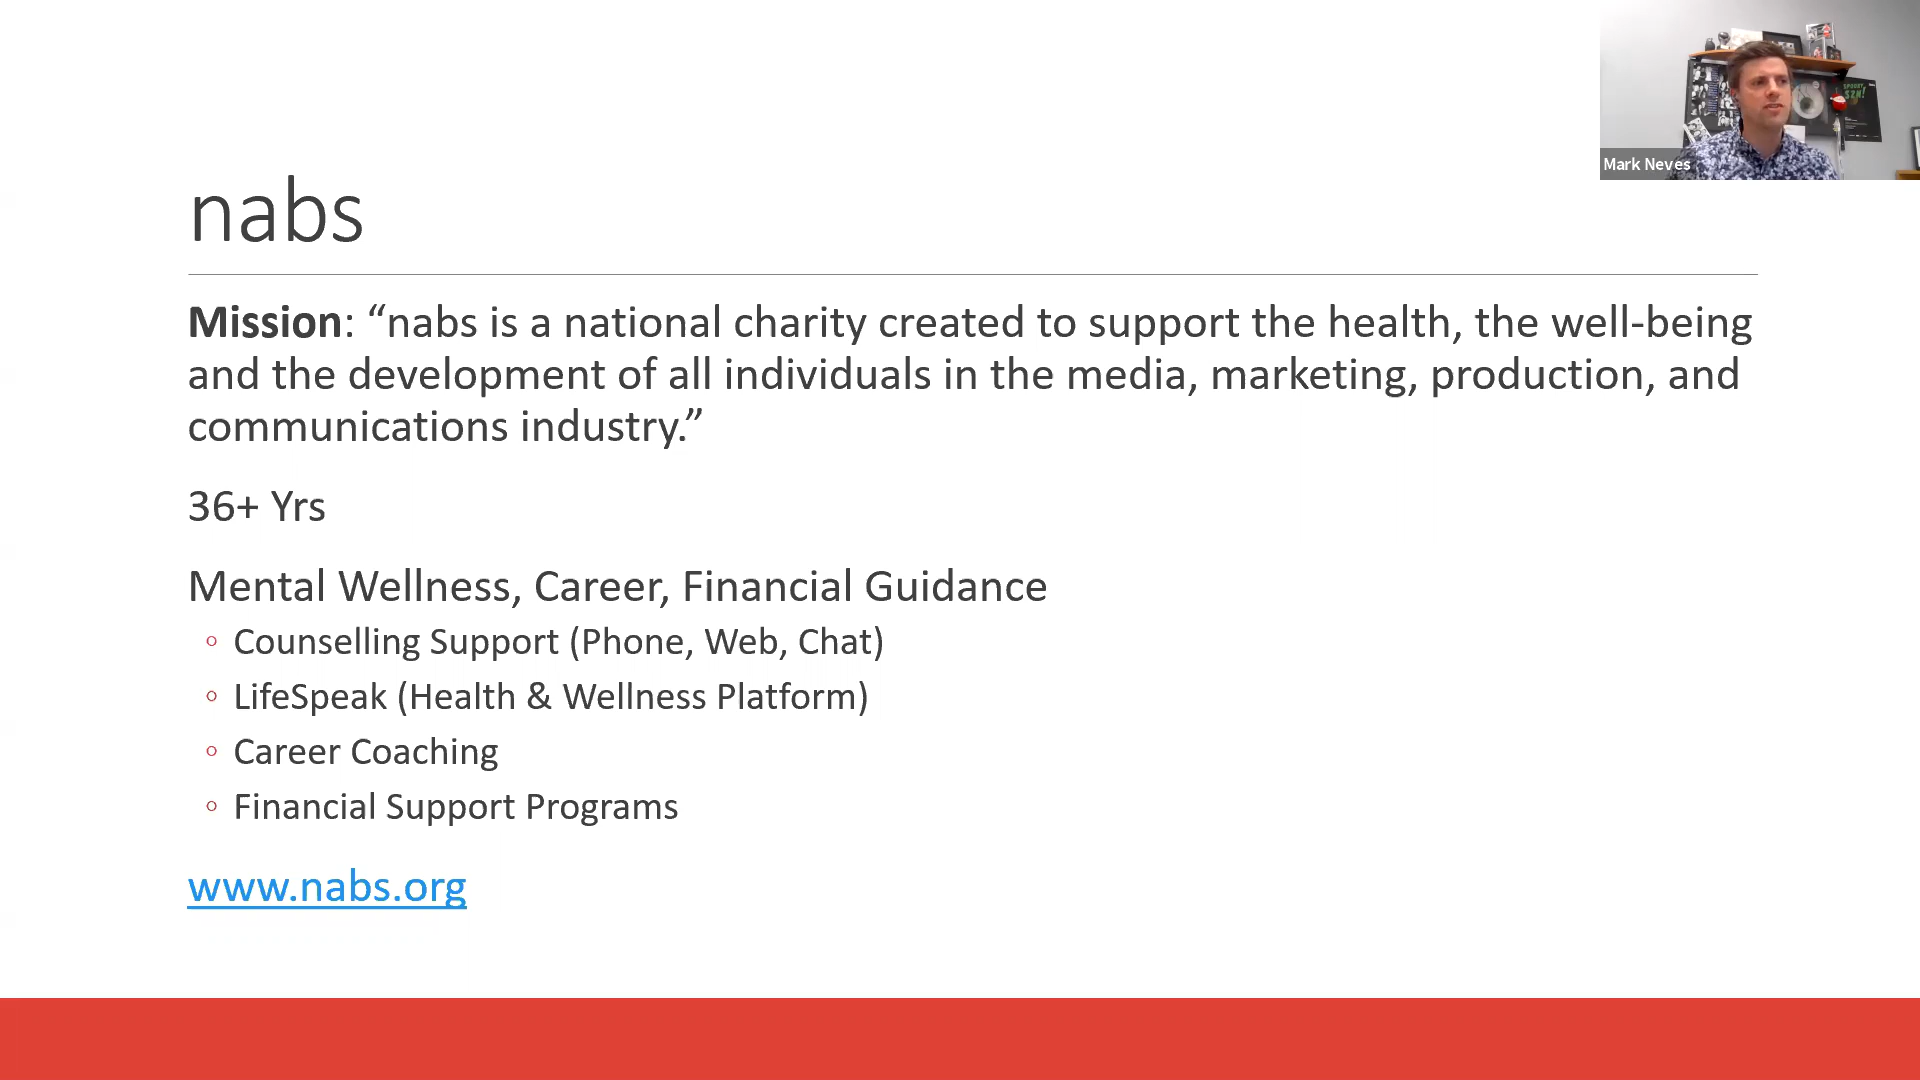 Mark Neves
nabs
Mission: “nabs is a national charity created to support the health, the well-being
and the development of all individuals in the media, marketing, production, and
communications industry.”
36+ Yrs
Mental Wellness, Career, Financial Guidance
◦ Counselling Support (Phone, Web, Chat)
◦ LifeSpeak (Health & Wellness Platform)
◦ Career Coaching
◦ Financial Support Programs
www.nabs.org